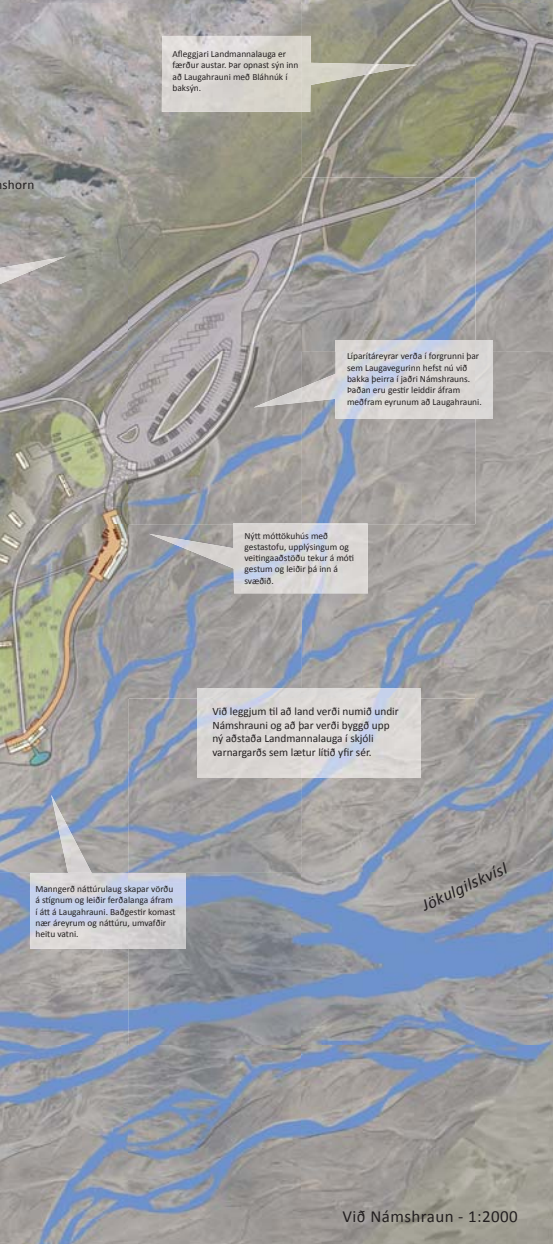 Afleggjari Landmannalauga er
færður austar. Þar opnast sýn inn
að Laugahrauni með Bláhnúk í
baksýn.
Líparítáreyrar verða í forgrunni þar
sem Laugavegurinn hefst nú við
bakka þeirra í jaðri Námshrauns.
Þaðan eru gestir leiddir áfram
meðfram eyrunum að Laugahrauni.
Nýtt móttökuhús með
gestastofu, upplýsingum og
veitingaaðstöðu tekur á móti
gestum og leiðir þá inn á
svæðið.
Við leggjum til að land verði numið undir
Námshrauni og að þar verði byggð upp
ný aðstaða Landmannalauga í skjóli
varnargarðs sem lætur lítið yfir sér.
Manngerð náttúrulaug skapar vörðu
á stígnum og leiðir ferðalanga áfram
í átt á Laugahrauni. Baðgestir komast
nær áreyrum og náttúru, umvafðir
heitu vatni.
Jökulgilskvísl
Við Námshraun - 1:2000